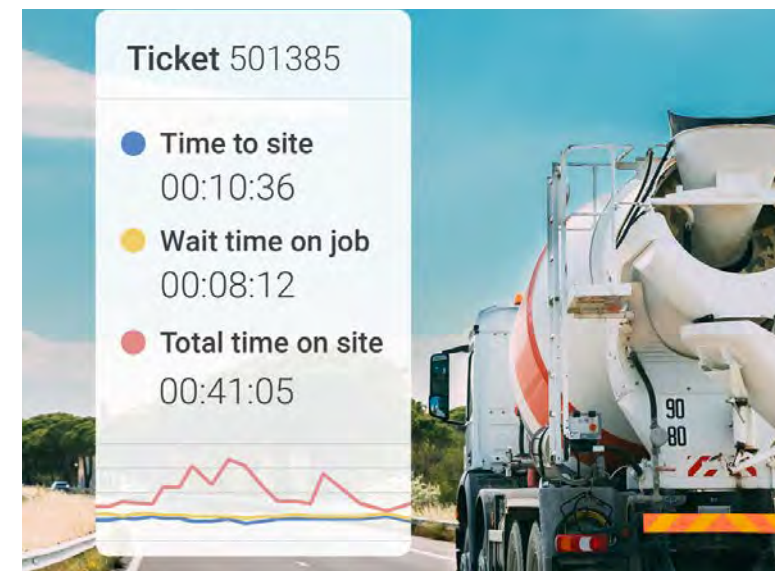 Ticket 501385
Time to site
00:10:36
Wait time on job
00:08:12
Total time on site
00:41:05
90
80